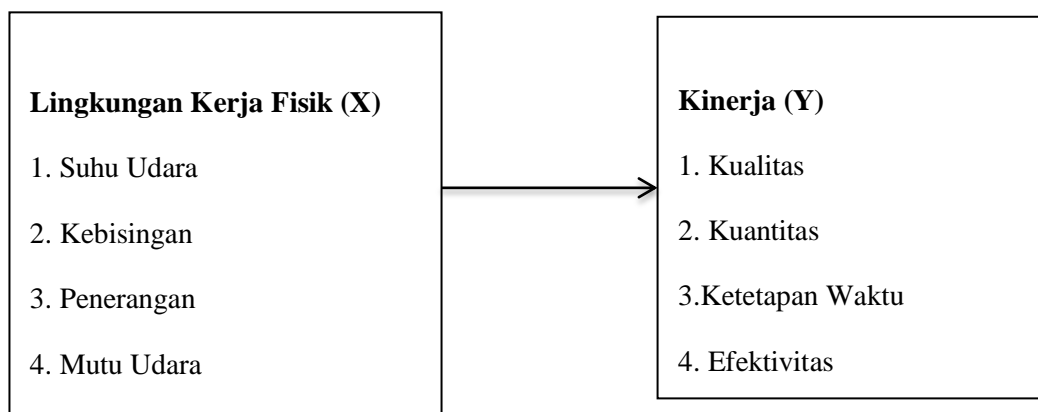 Lingkungan Kerja Fisik (X)
1. Suhu Udara
2. Kebisingan
3. Penerangan
4. Mutu Udara
Kinerja (Y)
1. Kualitas
2. Kuantitas
3.Ketetapan Waktu
4. Efektivitas